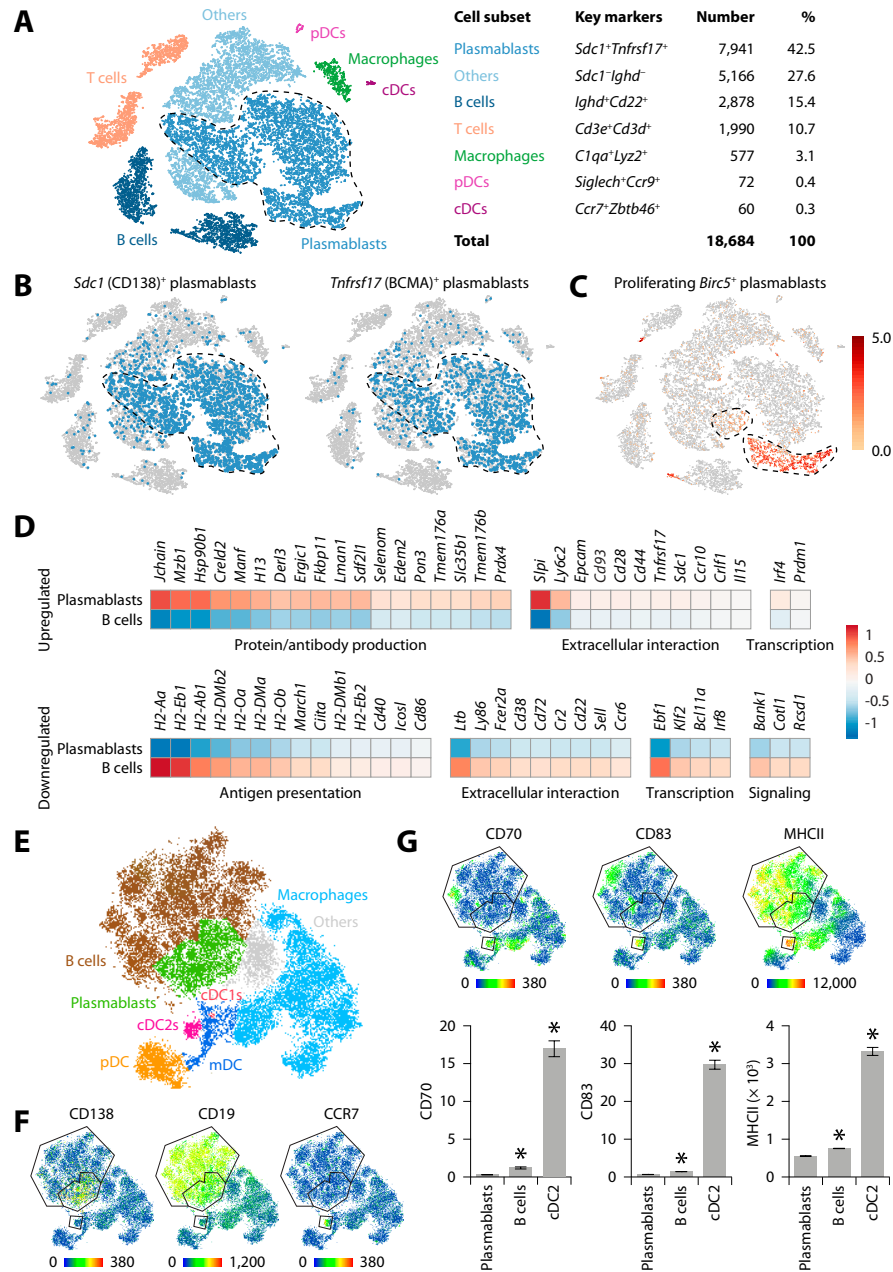 A
Others
pDCs
Macrophages
cDCs
T cells
B cells
Plasmablasts
Cell subset Key markers Number %
Plasmablasts Sdc1⁺Tnfrsf17⁺ 7,941 42.5
Others Sdc1⁻Ighd⁻ 5,166 27.6
B cells Ighd⁺Cd22⁺ 2,878 15.4
T cells Cd3e⁺Cd3d⁺ 1,990 10.7
Macrophages C1qa⁺Lyz2⁺ 577 3.1
pDCs Siglech⁺Ccr9⁺ 72 0.4
cDCs Ccr7⁺Zbtb46⁺ 60 0.3
Total 18,684 100
B
Sdc1 (CD138)⁺ plasmablasts
Tnfrsf17 (BCMA)⁺ plasmablasts
C
Proliferating Birc5⁺ plasmablasts
5.0
0.0
D
Upregulated
Jchain Mzb1 Hsp90b1 Creld2 Manf H13 Derl3 Ergic1 Fkbp11 Lman1 Sdf2l1 Selenom Edem2 Pon3 Tmem176a Slc35b1 Tmem176b Prdx4
Slpi Ly6c2 Epcam Cd93 Cd28 Cd44 Tnfrsf17 Sdc1 Ccr10 Crlf1 Il15
Irf4 Prdm1
Plasmablasts
B cells
Protein/antibody production
Extracellular interaction
Transcription
1
0.5
0
-0.5
-1
Downregulated
H2-Aa H2-Eb1 H2-Ab1 H2-DMb2 H2-Oa H2-DMa H2-Ob March1 Ciita H2-DMb1 H2-Eb2 Cd40 Icosl Cd86
Ltb Ly86 Fcer2a Cd38 Cd72 Cr2 Cd22 Sell Ccr6
Ebf1 Klf2 Bcl11a Irf8
Bank1 Cotl1 Rcsd1
Plasmablasts
B cells
Antigen presentation
Extracellular interaction
Transcription
Signaling
E
Macrophages
Others
B cells
Plasmablasts
cDC1s
cDC2s
pDC
mDC
F
CD138 CD19 CCR7
0 380 0 1,200 0 380
G
CD70 CD83 MHCII
0 380 0 380 0 12,000
CD70
20
15
10
5
0
*
*
Plasmablasts
B cells
cDC2
CD83
40
30
20
10
0
*
*
Plasmablasts
B cells
cDC2
MHCII (× 10³)
4
3
2
1
0
*
*
Plasmablasts
B cells
cDC2